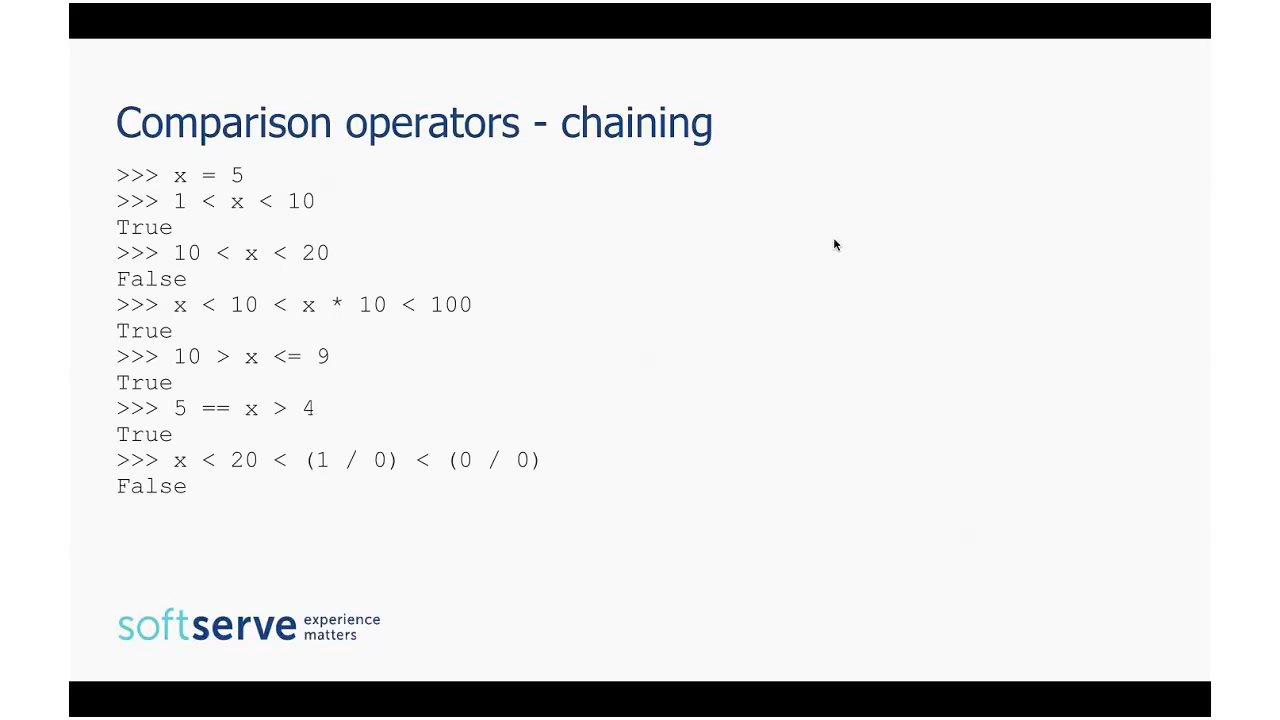 Comparison operators - chaining
>>> x = 5
>>> 1 < x < 10
True
>>> 10 < x < 20
False
>>> x < 10 < x * 10 < 100
True
>>> 10 > x <= 9
True
>>> 5 == x > 4
True
>>> x < 20 < (1 / 0) < (0 / 0)
False
softserve experience
matters